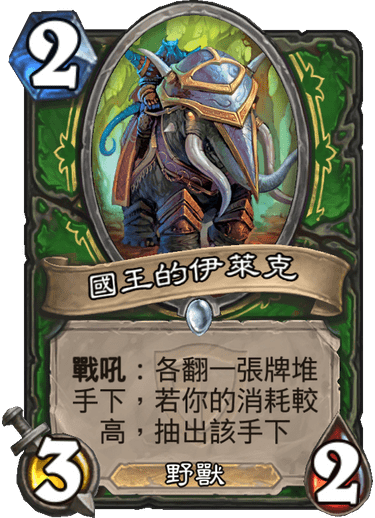 2
國王的伊萊克
戰吼：各翻一張牌堆
手下，若你的消耗較
高，抽出該手下
野獸
3
2